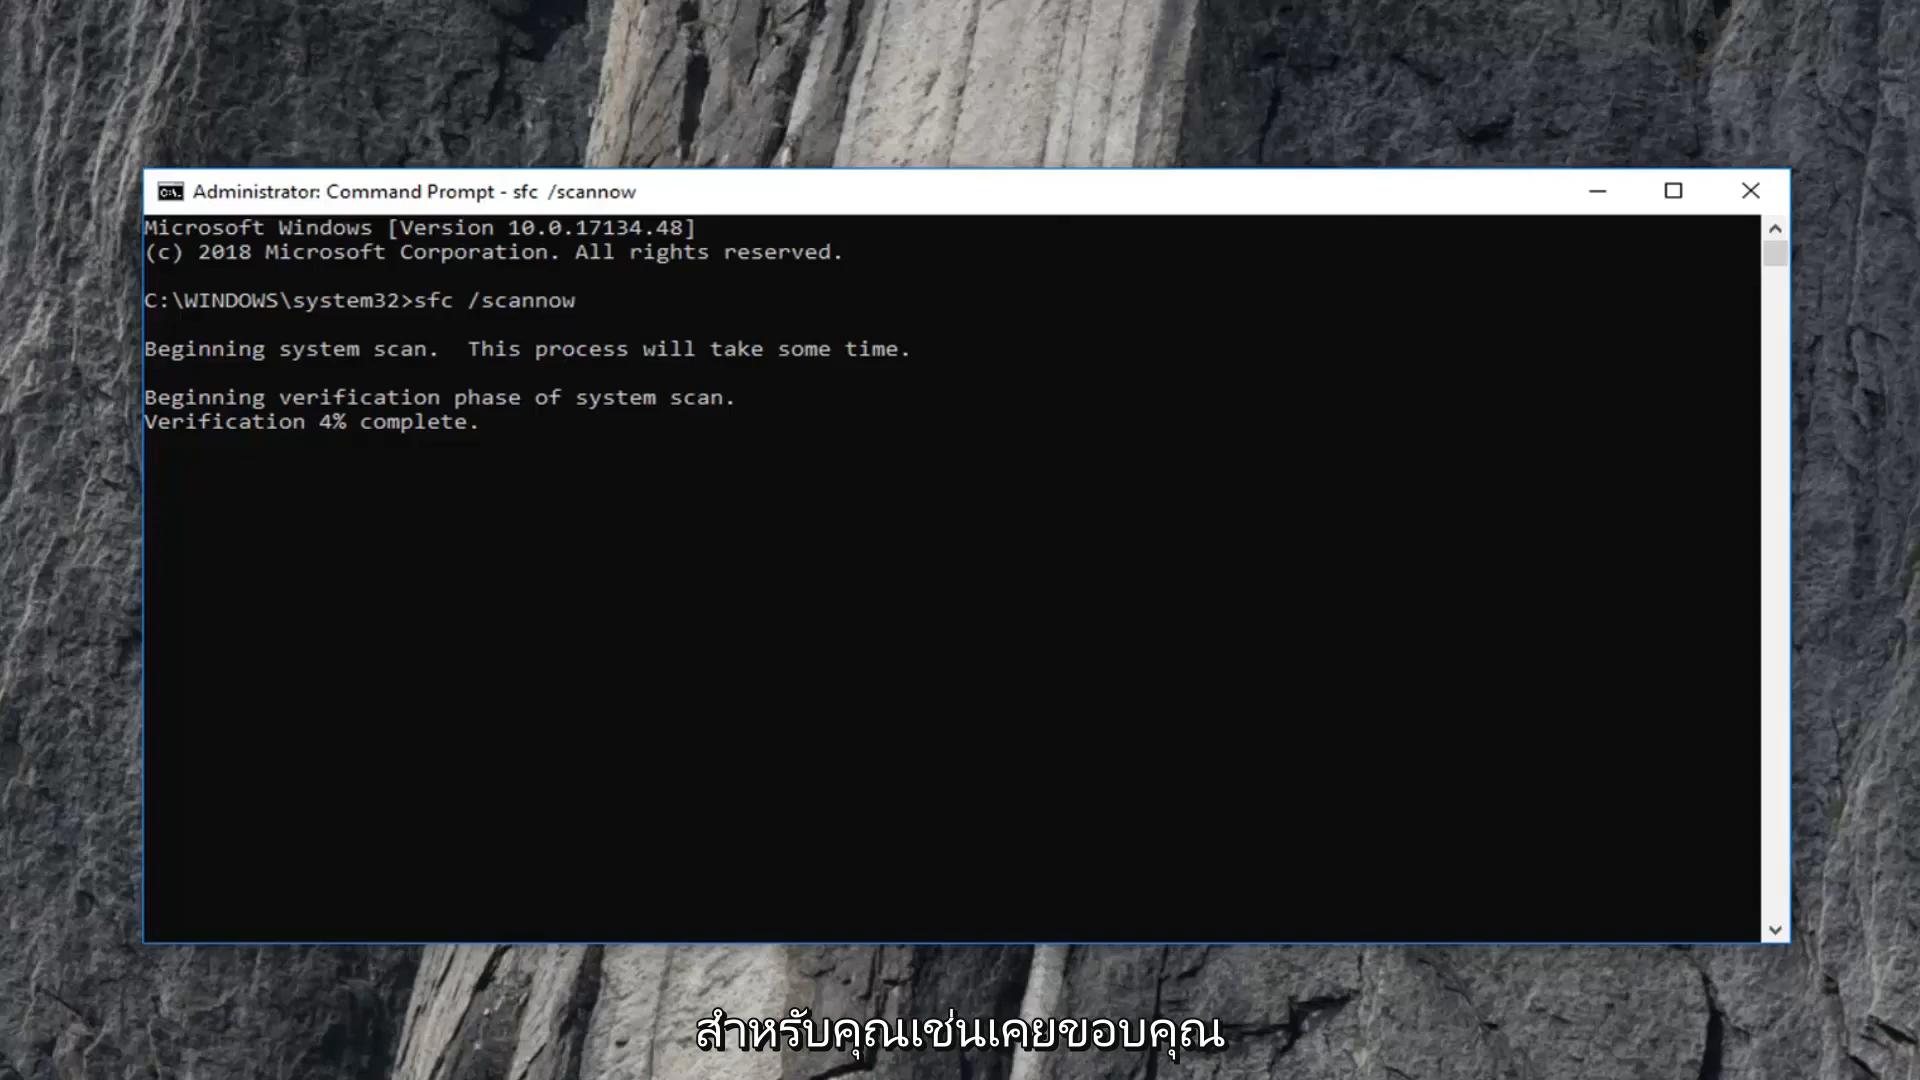 Administrator: Command Prompt - sfc  /scannow
Microsoft Windows [Version 10.0.17134.48]
(c) 2018 Microsoft Corporation. All rights reserved.
C:\WINDOWS\system32>sfc /scannow
Beginning system scan.  This process will take some time.
Beginning verification phase of system scan.
Verification 4% complete.
สำหรับคุณเช่นเคยขอบคุณ